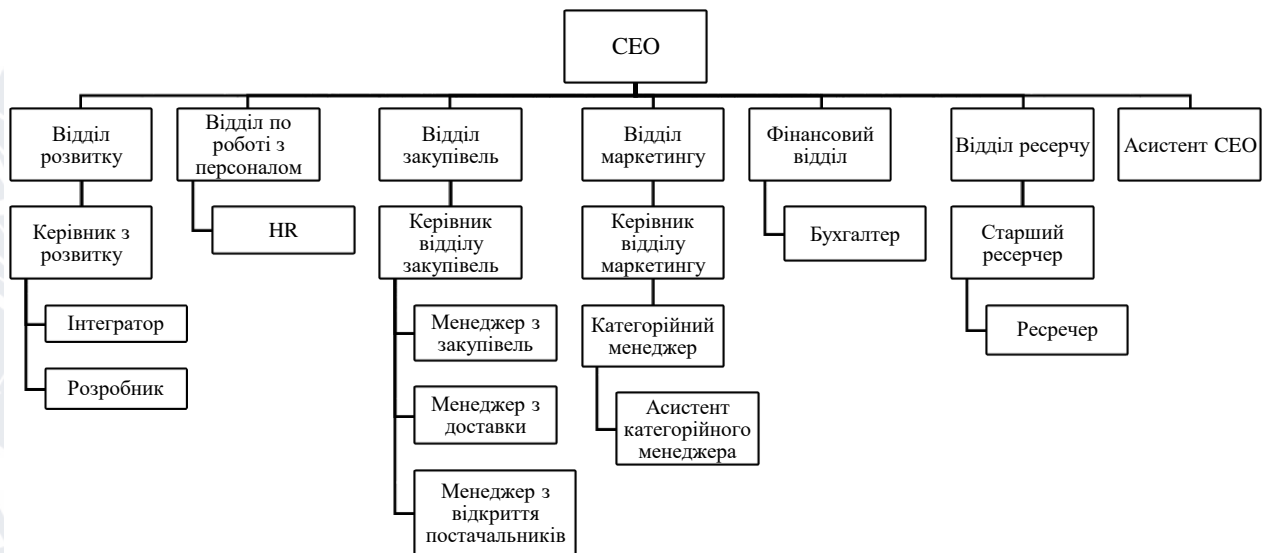 CEO
Відділ
розвитку
Відділ по
роботі з
персоналом
Відділ
закупівель
Відділ
маркетингу
Фінансовий
відділ
Відділ ресерчу
Асистент CEO
Керівник з
розвитку
HR
Керівник
відділу
закупівель
Керівник
відділу
маркетингу
Бухгалтер
Старший
ресерчер
Інтегратор
Розробник
Менеджер з
закупівель
Менеджер з
доставки
Менеджер з
відкриття
постачальників
Категорійний
менеджер
Асистент
категорійного
менеджера
Ресречер